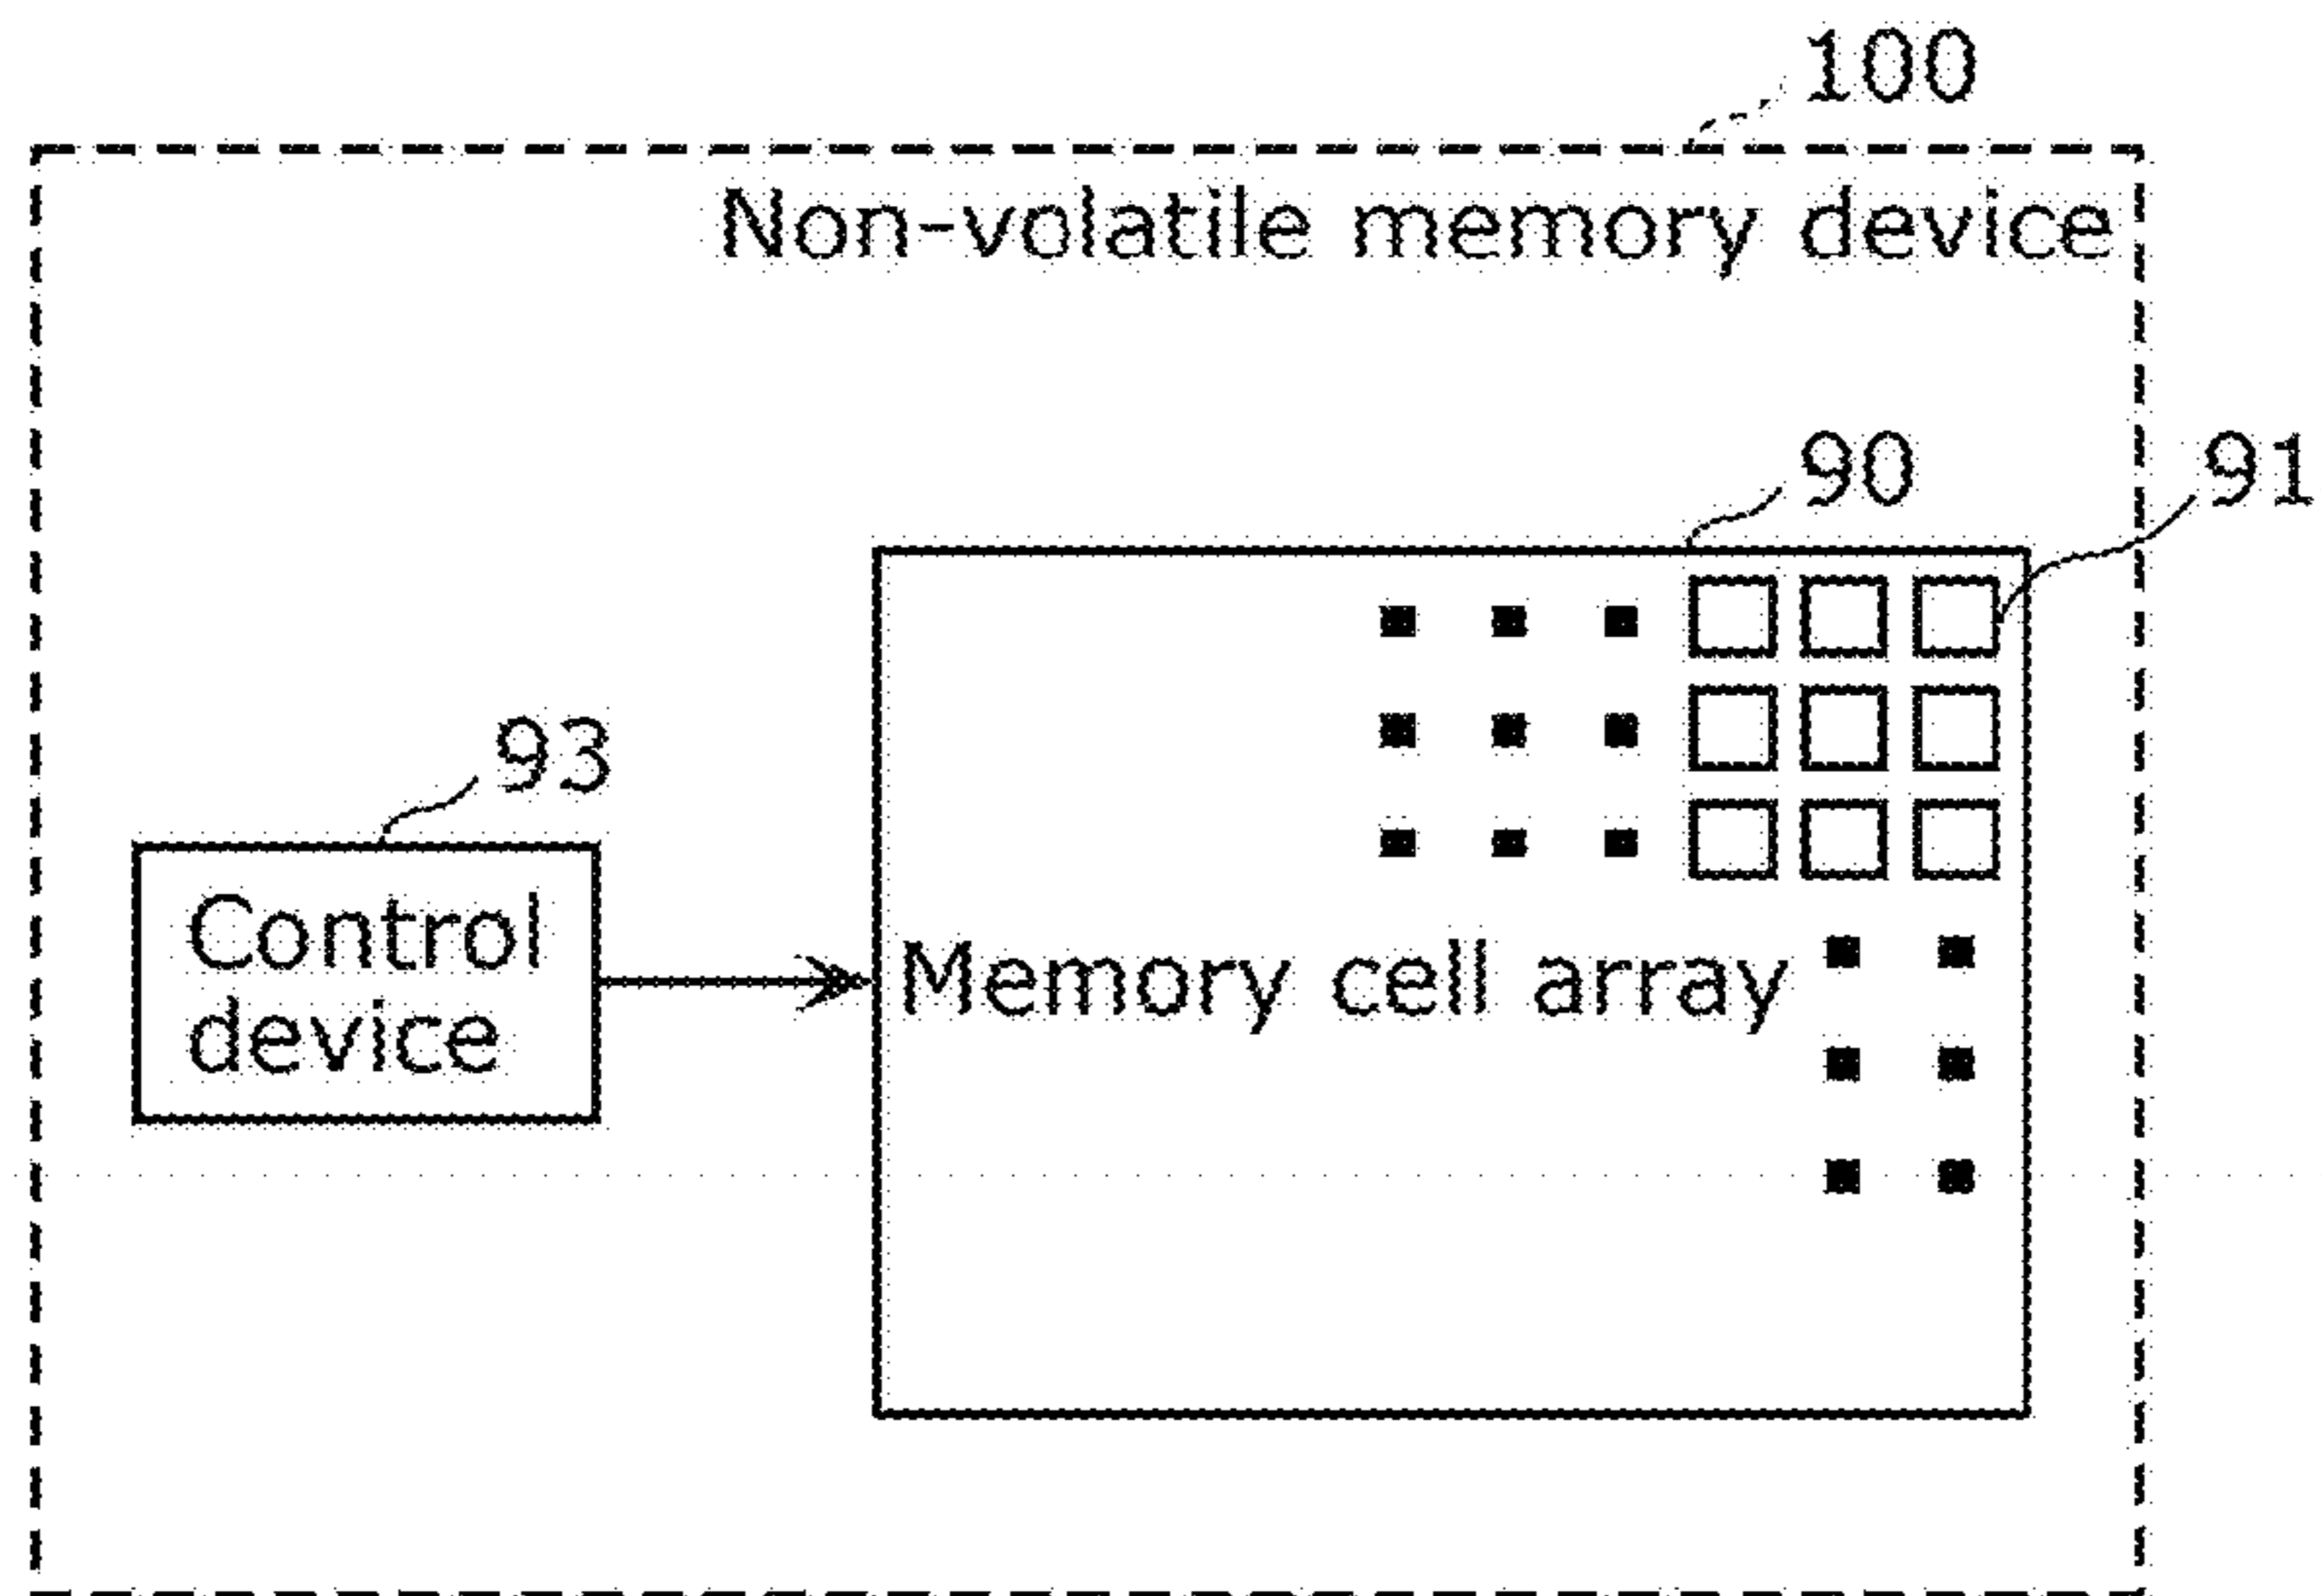 100
Non-volatile memory device
90
91
93
Control
device
Memory cell array